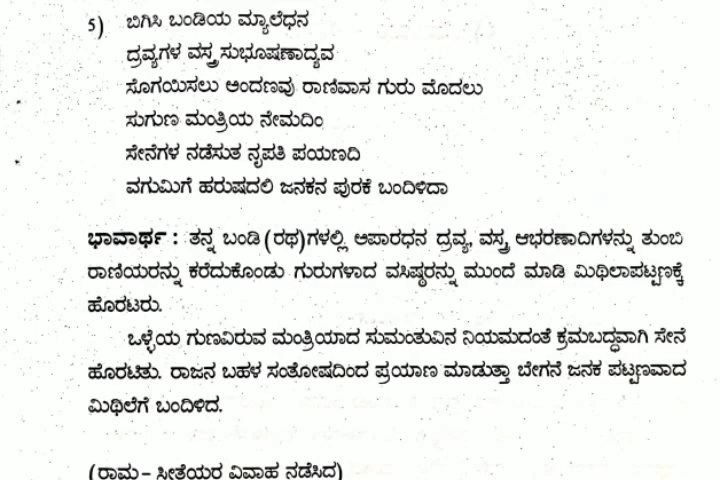 5) ಬಿಗಿಸಿ ಬಂಡಿಯ ಮ್ಯಾಲೆಧನ
ದ್ರವ್ಯಗಳ ವಸ್ತ್ರಸುಭೂಷಣಾದ್ಯವ
ಸೊಗಯಿಸಲು ಅಂದಣವು ರಾಣಿವಾಸ ಗುರು ಮೊದಲು
ಸುಗುಣ ಮಂತ್ರಿಯ ನೇಮದಿಂ
ಸೇನೆಗಳ ನಡೆಸುತ ನೃಪತಿ ಪಯಣದಿ
ವಗುಮಿಗೆ ಹರುಷದಲಿ ಜನಕನ ಪುರಕೆ ಬಂದಿಳಿದಾ
ಭಾವಾರ್ಥ : ತನ್ನ ಬಂಡಿ (ರಥ)ಗಳಲ್ಲಿ ಅಪಾರಧನ ದ್ರವ್ಯ, ವಸ್ತ್ರ ಆಭರಣಾದಿಗಳನ್ನು ತುಂಬಿ
ರಾಣಿಯರನ್ನು ಕರೆದುಕೊಂಡು ಗುರುಗಳಾದ ವಸಿಷ್ಠರನ್ನು ಮುಂದೆ ಮಾಡಿ ಮಿಥಿಲಾಪಟ್ಟಣಕ್ಕೆ
ಹೊರಟರು.
ಒಳ್ಳೆಯ ಗುಣವಿರುವ ಮಂತ್ರಿಯಾದ ಸುಮಂತುವಿನ ನಿಯಮದಂತೆ ಕ್ರಮಬದ್ಧವಾಗಿ ಸೇನೆ
ಹೊರಟಿತು. ರಾಜನ ಬಹಳ ಸಂತೋಷದಿಂದ ಪ್ರಯಾಣ ಮಾಡುತ್ತಾ ಬೇಗನೆ ಜನಕ ಪಟ್ಟಣವಾದ
ಮಿಥಿಲೆಗೆ ಬಂದಿಳಿದ.
(ರಾಮ – ಸೀತೆಯರ ವಿವಾಹ ನಡೆಸಿದ)